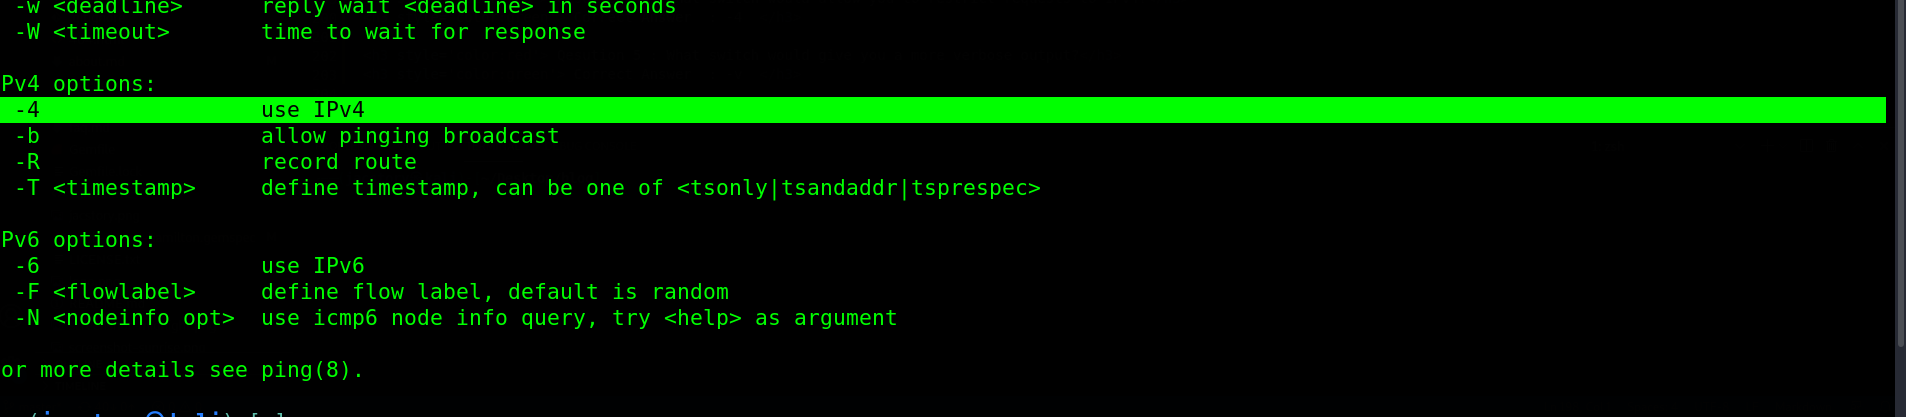 -w <deadline> reply wait <deadline> in seconds
-W <timeout> time to wait for response
Pv4 options:
-4 use IPv4
-b allow pinging broadcast
-R record route
-T <timestamp> define timestamp, can be one of <tsonly|tsandaddr|tsprespec>
Pv6 options:
-6 use IPv6
-F <flowlabel> define flow label, default is random
-N <nodeinfo opt> use icmp6 node info query, try <help> as argument
or more details see ping(8).